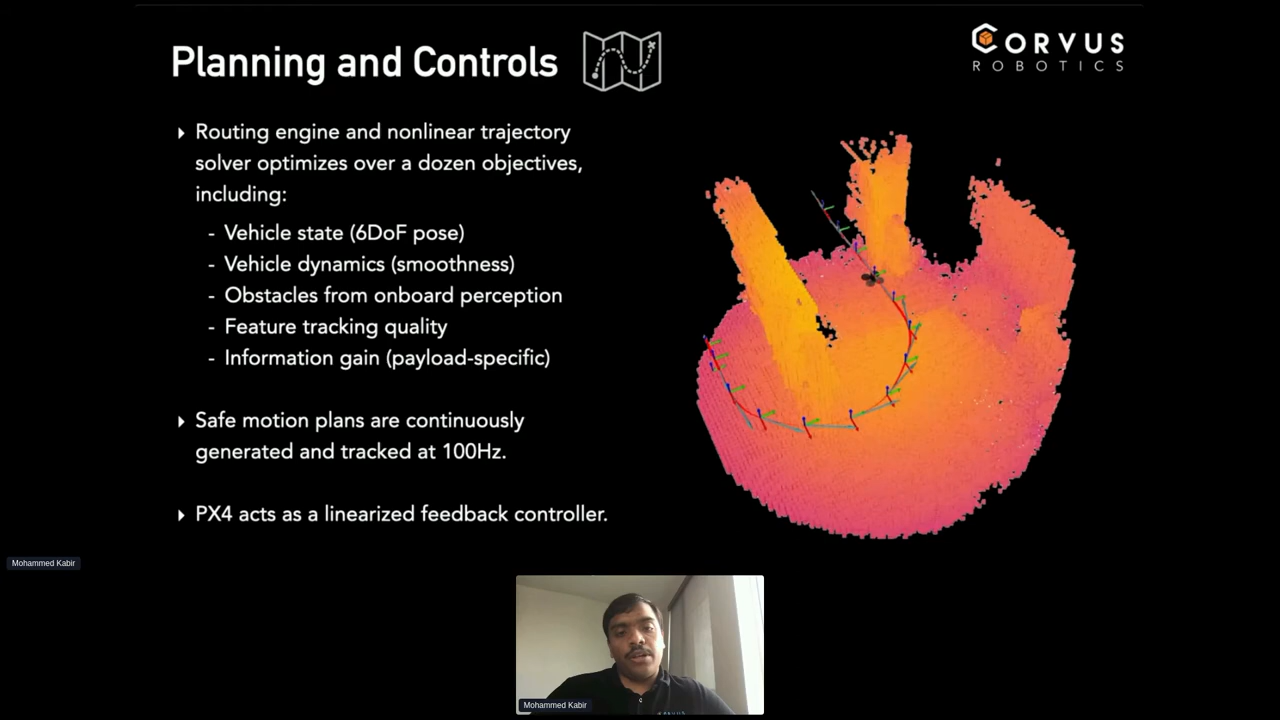 Planning and Controls
CORVUS
ROBOTICS
Routing engine and nonlinear trajectory
solver optimizes over a dozen objectives,
including:
- Vehicle state (6DoF pose)
- Vehicle dynamics (smoothness)
- Obstacles from onboard perception
- Feature tracking quality
- Information gain (payload-specific)
Safe motion plans are continuously
generated and tracked at 100Hz.
PX4 acts as a linearized feedback controller.
Mohammed Kabir
Mohammed Kabir